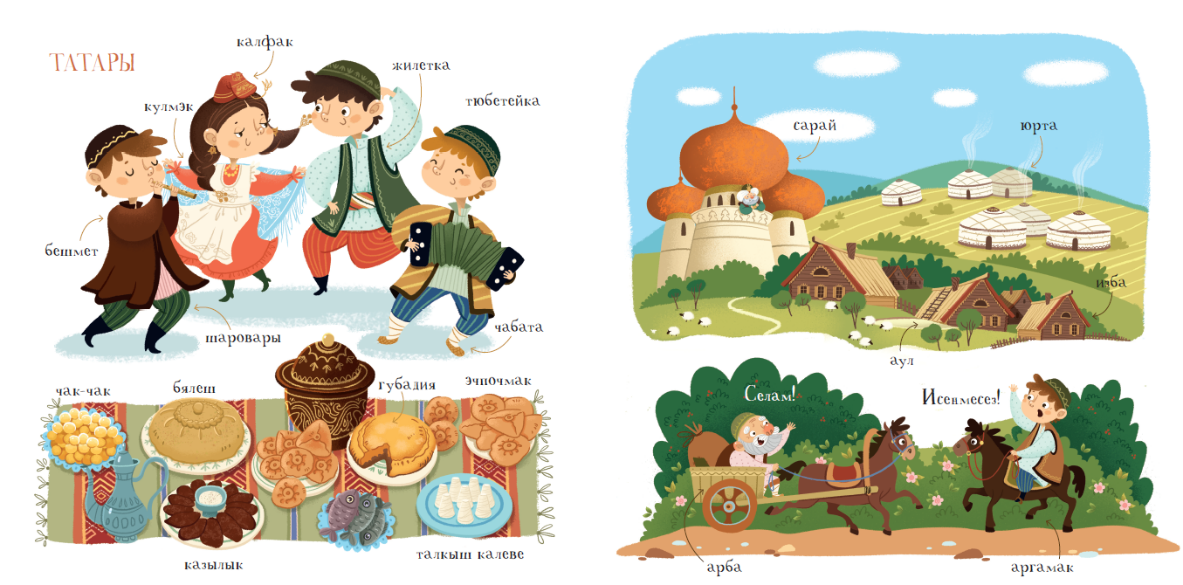 ТАТАРЫ
калфак
жилетка
кулмэк
тюбетейка
бешмет
шаровары
чабата
чак-чак
бялеш
губадия
эчпочмак
казылык
талкыш калеве
сарай
юрта
изба
аул
Селам!
Исенмесез!
арба
аргамак